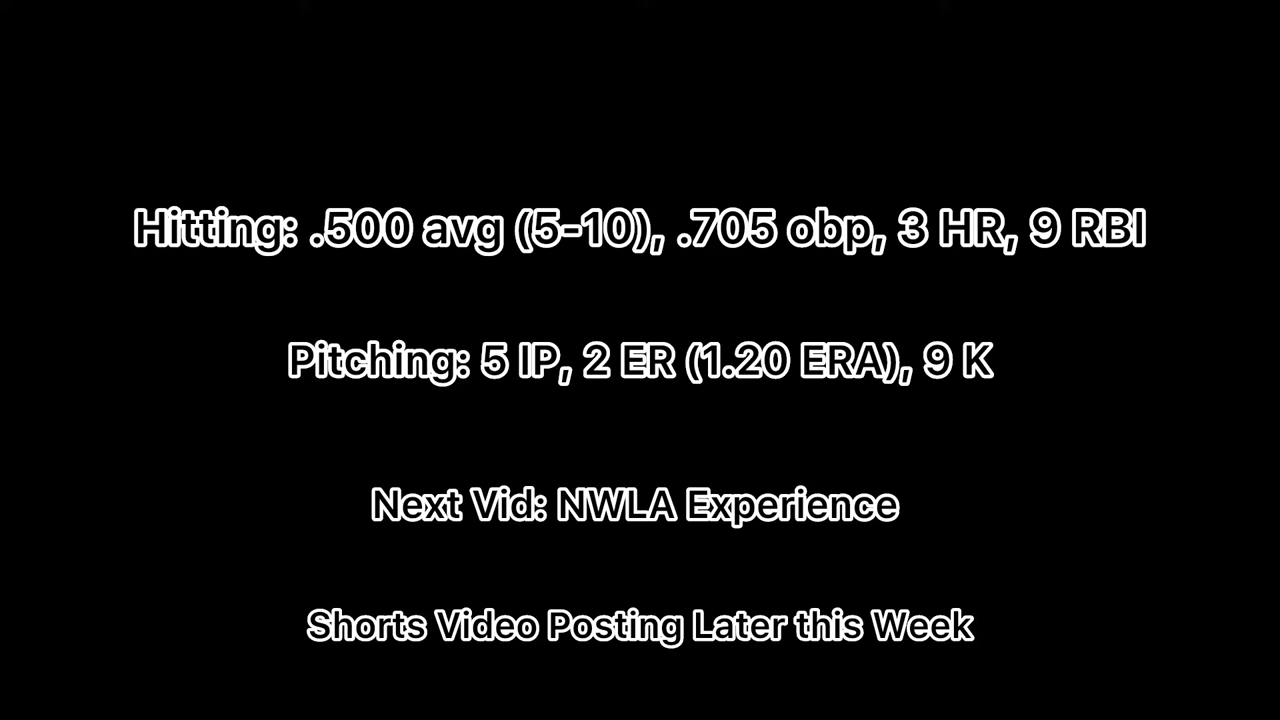 Hitting: .500 avg (5-10), .705 obp, 3 HR, 9 RBI
Pitching: 5 IP, 2 ER (1.20 ERA), 9 K
Next Vid: NWLA Experience
Shorts Video Posting Later this Week